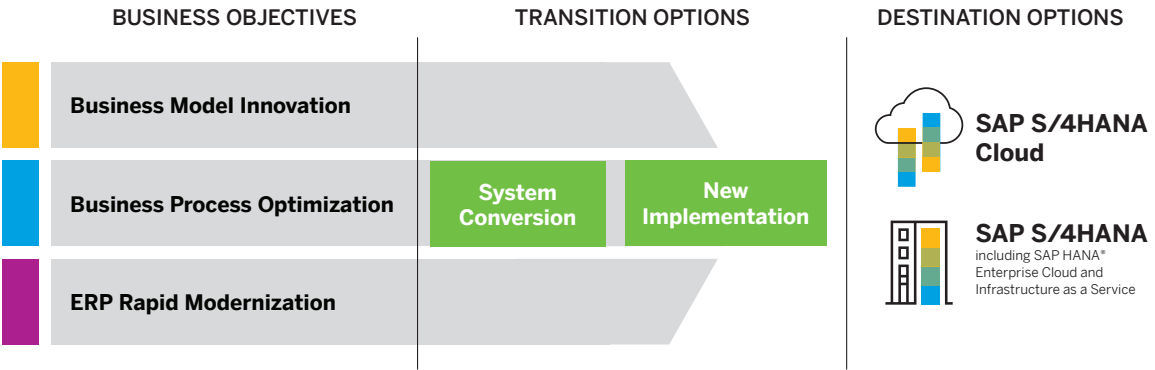 BUSINESS OBJECTIVES
TRANSITION OPTIONS
DESTINATION OPTIONS
Business Model Innovation
Business Process Optimization
ERP Rapid Modernization
System
Conversion
New
Implementation
SAP S/4HANA
Cloud
SAP S/4HANA
including SAP HANA®
Enterprise Cloud and
Infrastructure as a Service